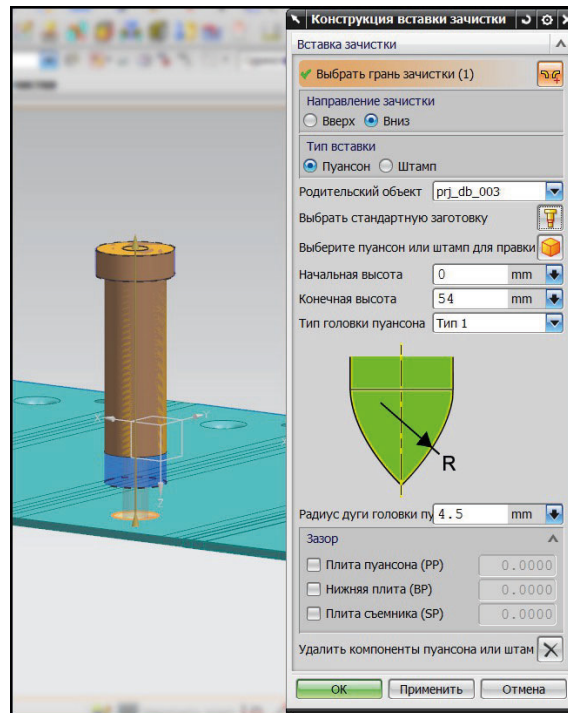 Конструкция вставки зачистки
Вставка зачистки
Выбрать грань зачистки (1)
Направление зачистки
Вверх Вниз
Тип вставки
Пуансон Штамп
Родительский объект prj_db_003
Выбрать стандартную заготовку
Выберите пуансон или штамп для правки
Начальная высота 0 mm
Конечная высота 54 mm
Тип головки пуансона Тип 1
R
Радиус дуги головки пу 4.5 mm
Зазор
Плита пуансона (PP) 0.0000
Нижняя плита (BP) 0.0000
Плита съемника (SP) 0.0000
Удалить компоненты пуансона или штам
ОК Применить Отмена